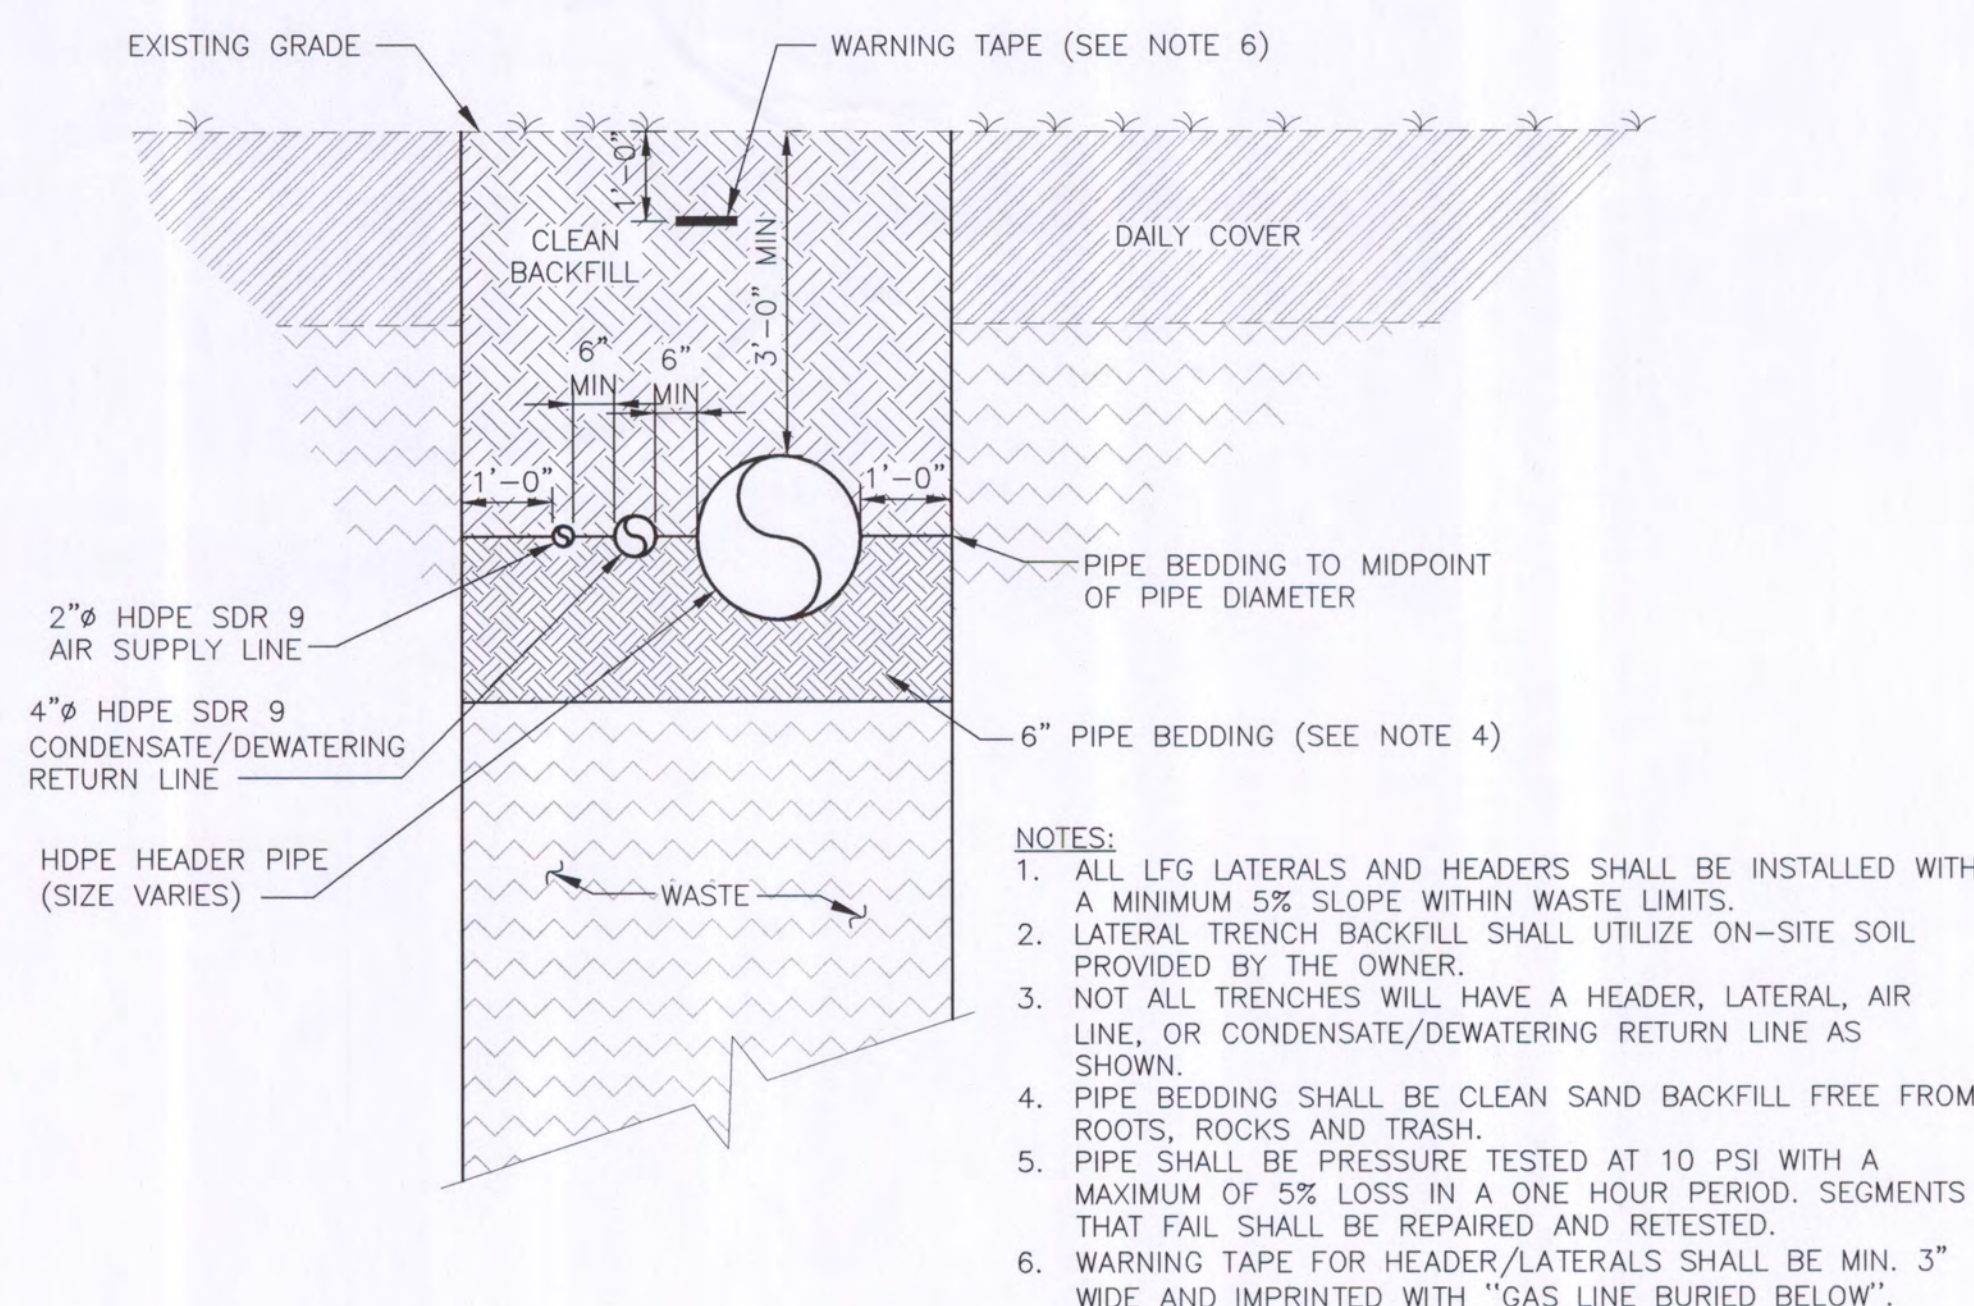 EXISTING GRADE
WARNING TAPE (SEE NOTE 6)
1'-0"
CLEAN
BACKFILL
3'-0" MIN
DAILY COVER
6"
MIN
6"
MIN
1'-0"
1'-0"
PIPE BEDDING TO MIDPOINT
OF PIPE DIAMETER
2"ø HDPE SDR 9
AIR SUPPLY LINE
4"ø HDPE SDR 9
CONDENSATE/DEWATERING
RETURN LINE
6" PIPE BEDDING (SEE NOTE 4)
HDPE HEADER PIPE
(SIZE VARIES)
WASTE
NOTES:
1. ALL LFG LATERALS AND HEADERS SHALL BE INSTALLED WITH
A MINIMUM 5% SLOPE WITHIN WASTE LIMITS.
2. LATERAL TRENCH BACKFILL SHALL UTILIZE ON-SITE SOIL
PROVIDED BY THE OWNER.
3. NOT ALL TRENCHES WILL HAVE A HEADER, LATERAL, AIR
LINE, OR CONDENSATE/DEWATERING RETURN LINE AS
SHOWN.
4. PIPE BEDDING SHALL BE CLEAN SAND BACKFILL FREE FROM
ROOTS, ROCKS AND TRASH.
5. PIPE SHALL BE PRESSURE TESTED AT 10 PSI WITH A
MAXIMUM OF 5% LOSS IN A ONE HOUR PERIOD. SEGMENTS
THAT FAIL SHALL BE REPAIRED AND RETESTED.
6. WARNING TAPE FOR HEADER/LATERALS SHALL BE MIN. 3"
WIDE AND IMPRINTED WITH "GAS LINE BURIED BELOW".